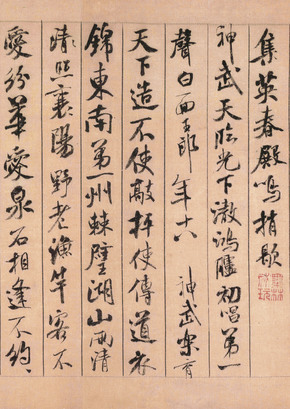 集英春殿鳴梢歇
神武天臨光下澈鴻臚初唱第一
聲白面玉郎年十八神武樂育
天下造不使敲枰使傳道衣
錦東南第一州棘璧湖山兩清
照襄陽野老漁竿客不
愛紛華愛泉石相逢不約